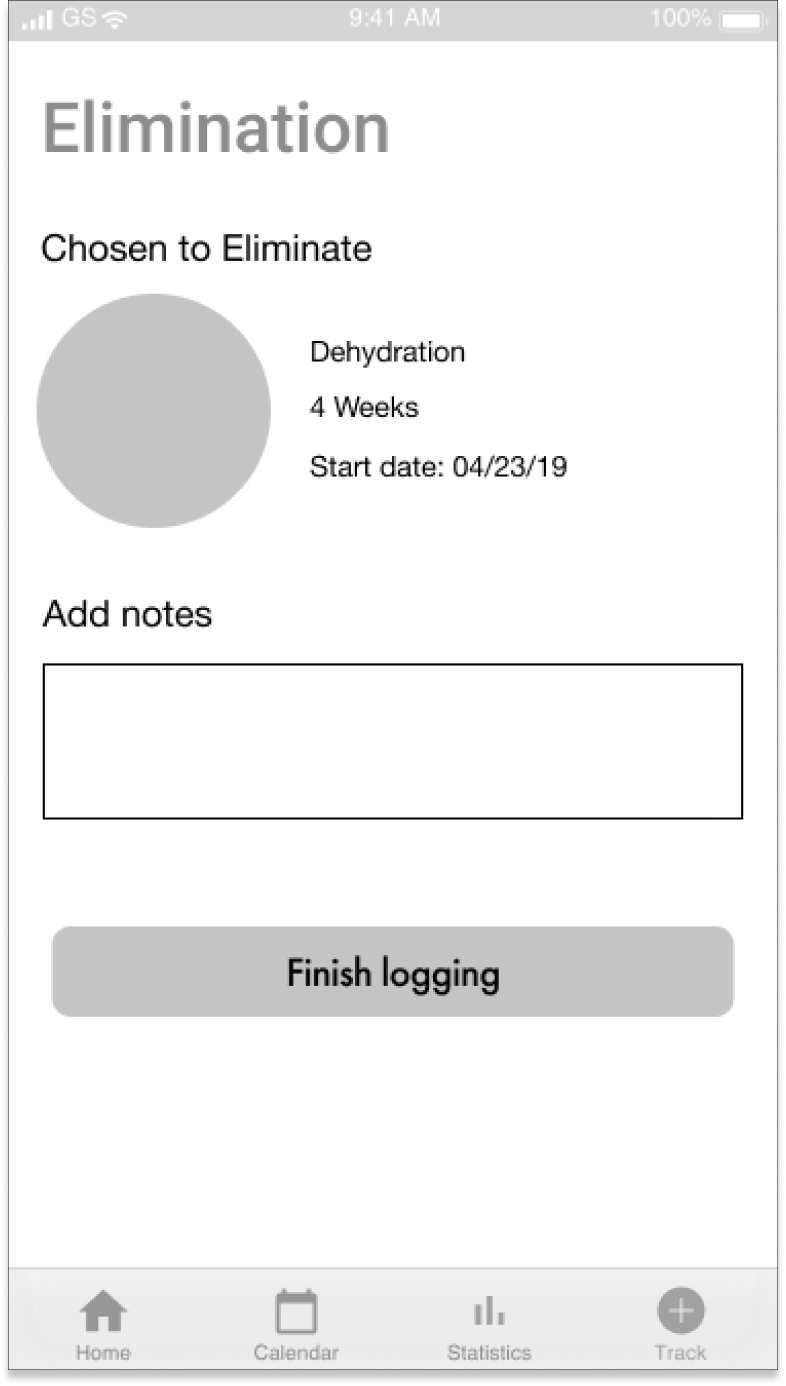 GS 9:41 AM 100%
Elimination
Chosen to Eliminate
Dehydration
4 Weeks
Start date: 04/23/19
Add notes
Finish logging
Home Calendar Statistics Track